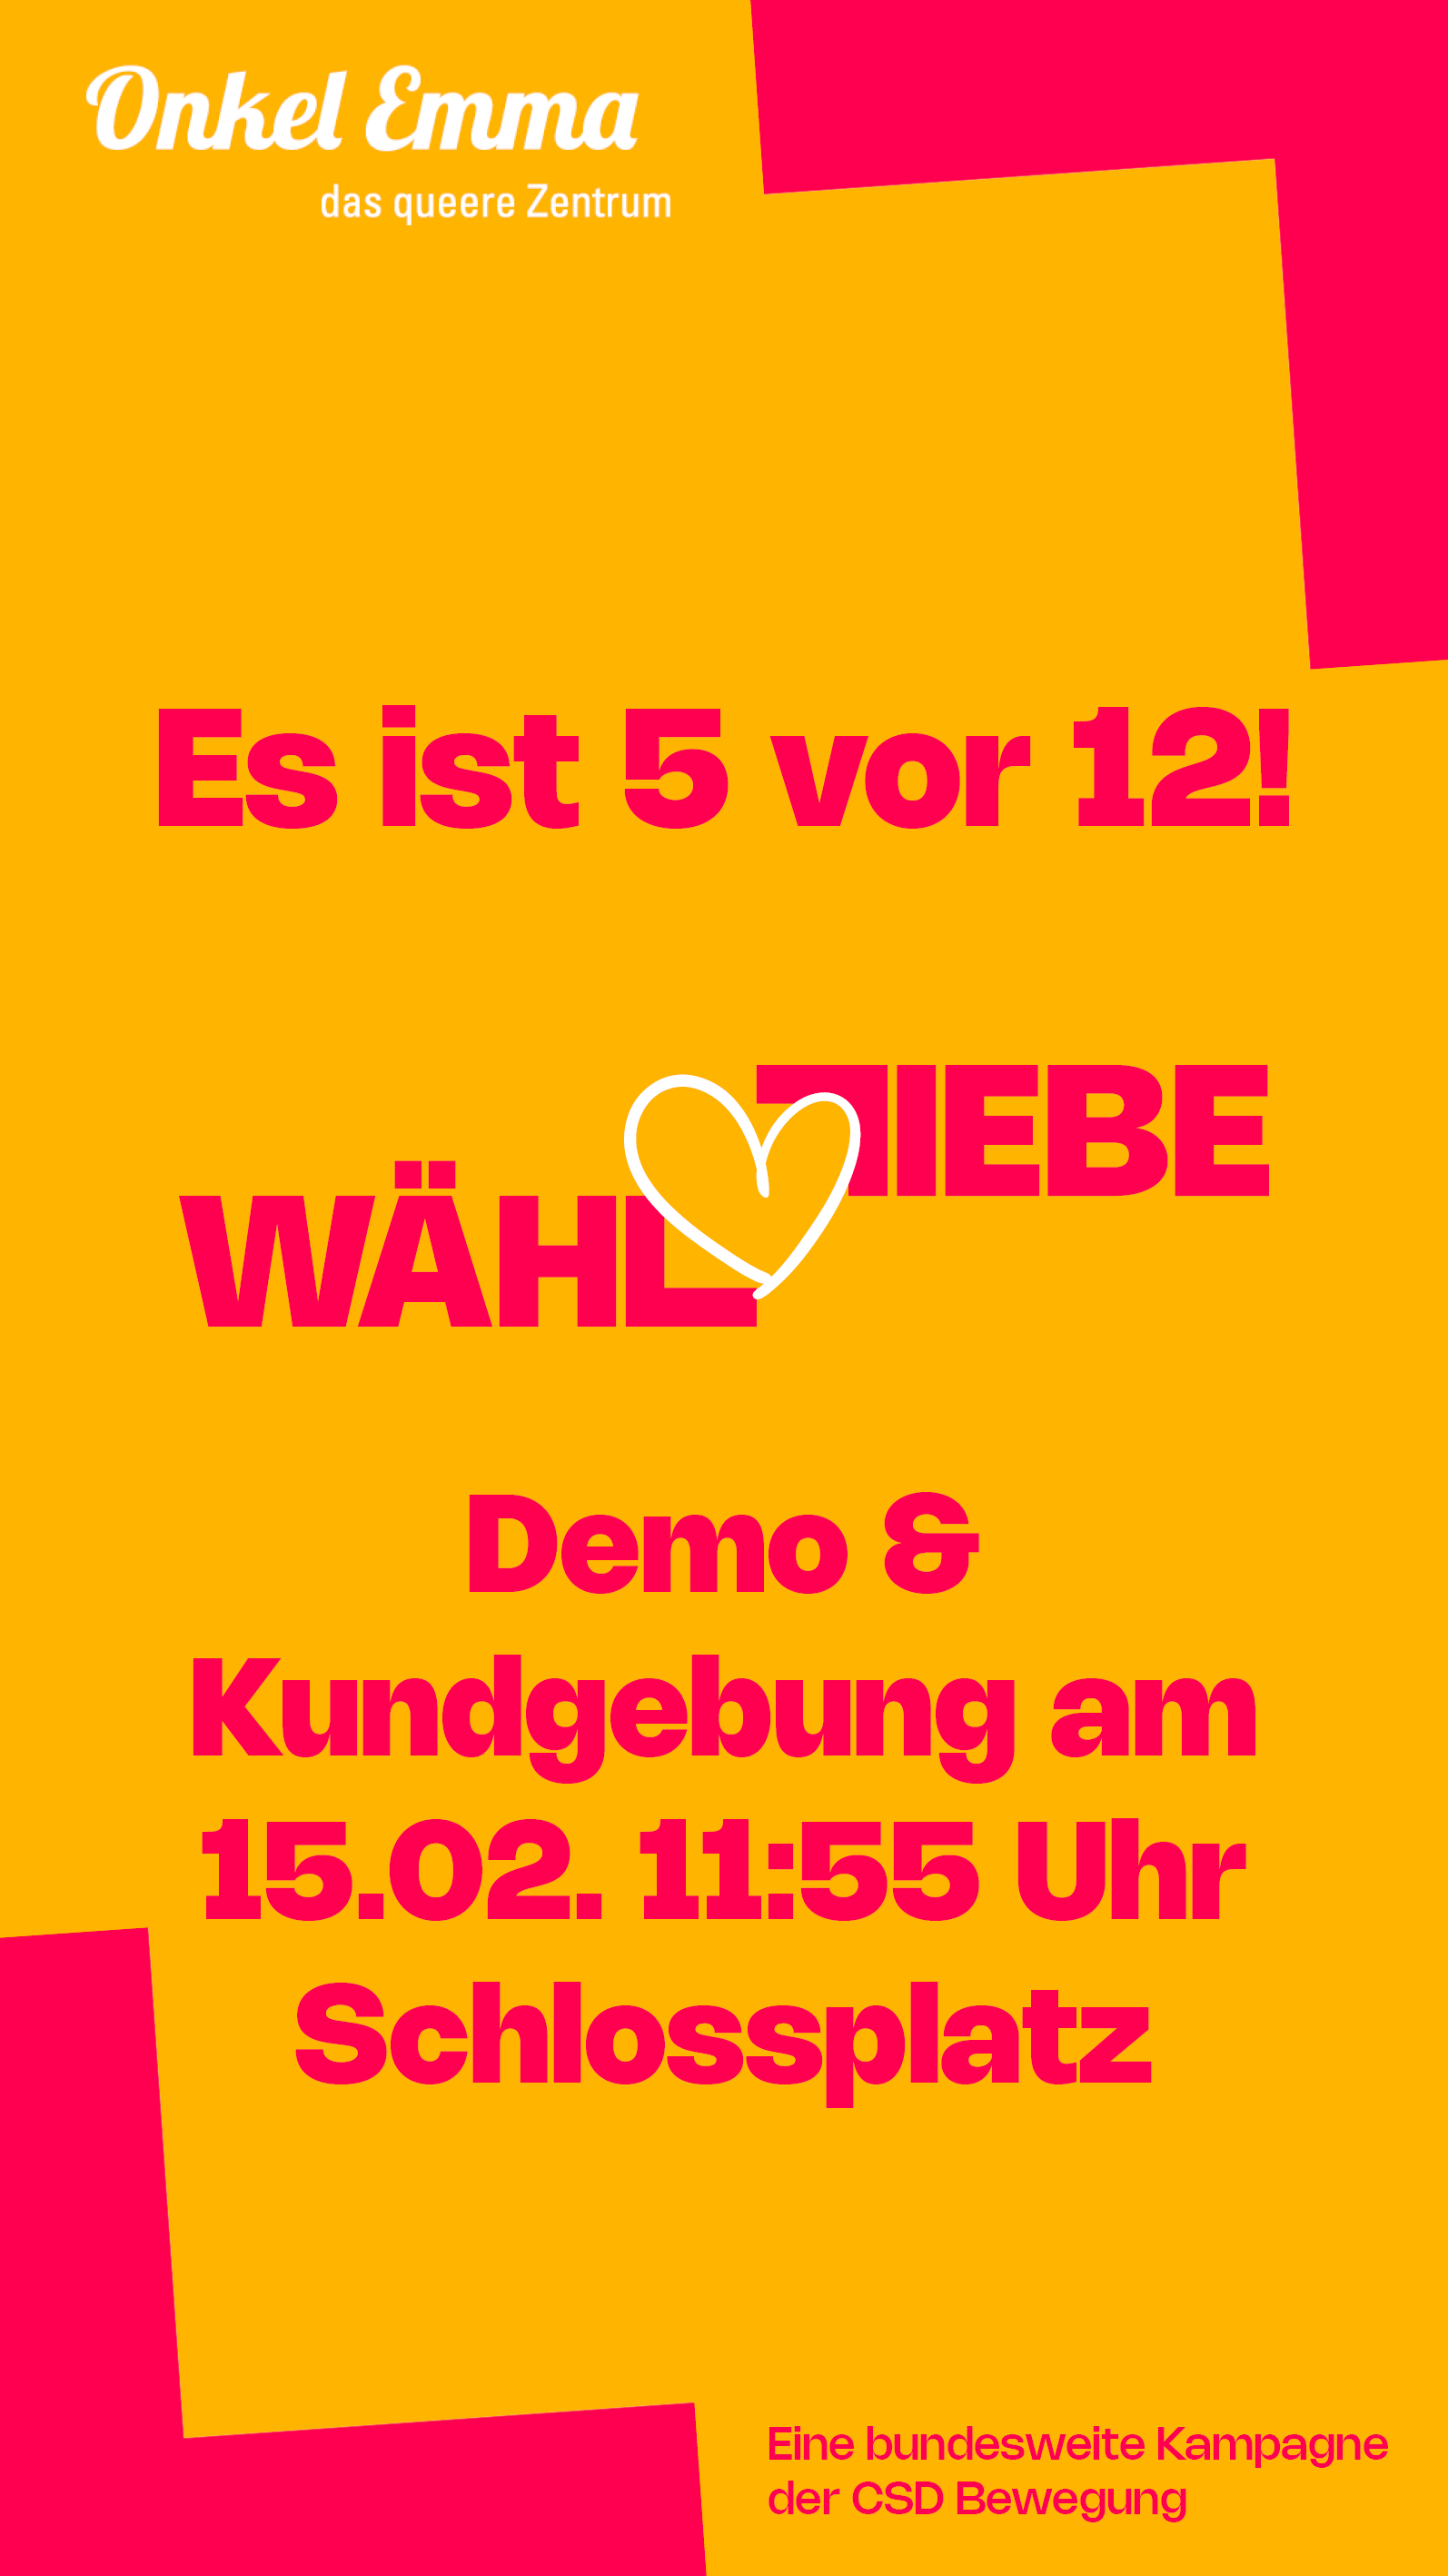 Onkel Emma
das queere Zentrum
Es ist 5 vor 12!
WÄHL LIEBE
Demo &
Kundgebung am
15.02. 11:55 Uhr
Schlossplatz
Eine bundesweite Kampagne
der CSD Bewegung